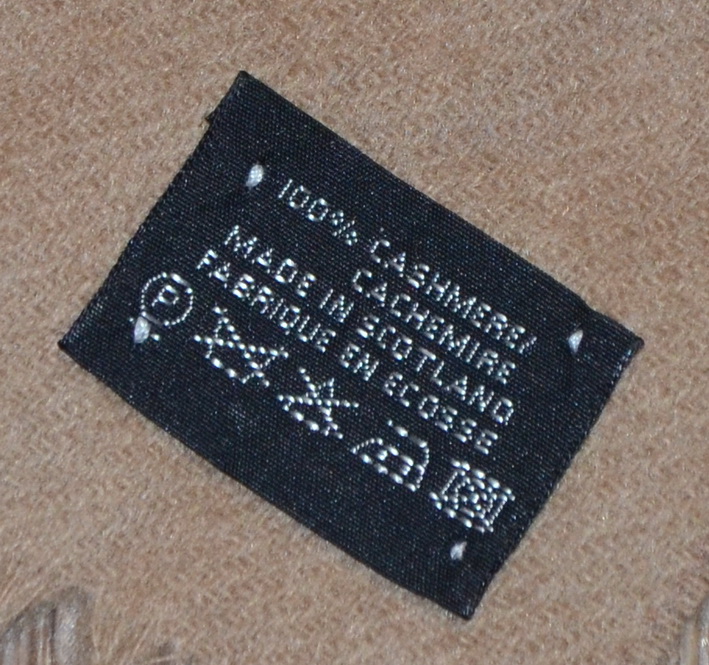 100% CASHMERE/
CACHEMIRE
MADE IN SCOTLAND
FABRIQUE EN ECOSSE
P